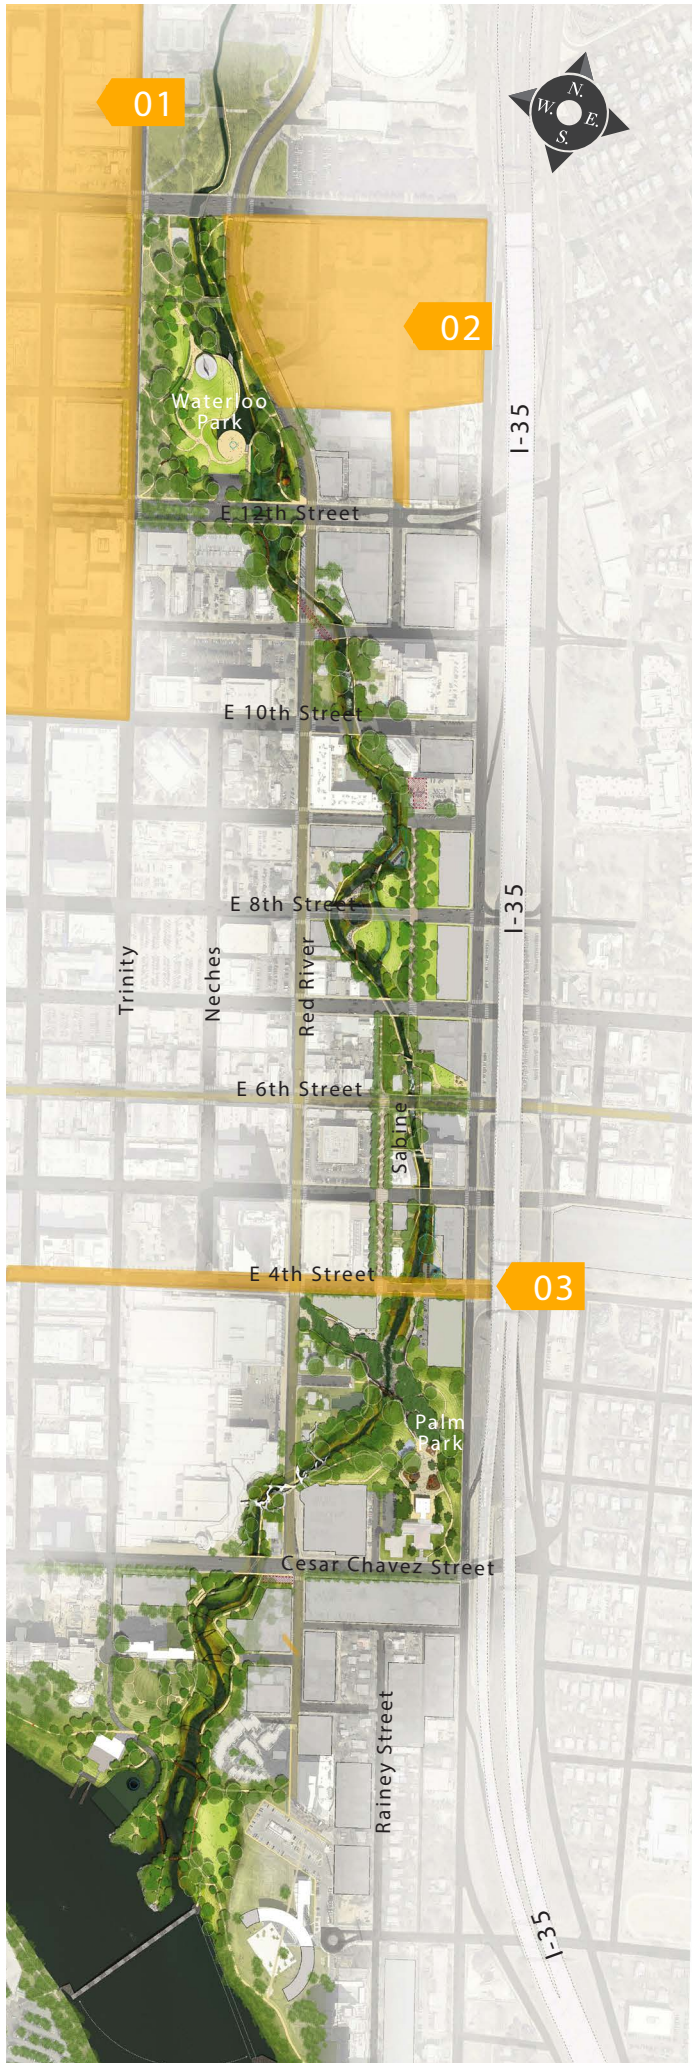 01
N.
W.
E.
S.
02
Waterloo
Park
I-35
E 12th Street
E 10th Street
I-35
E 8th Street
Trinity
Neches
Red River
E 6th Street
Sabine
E 4th Street
03
Palm
Park
Cesar Chavez Street
Rainey Street
I-35